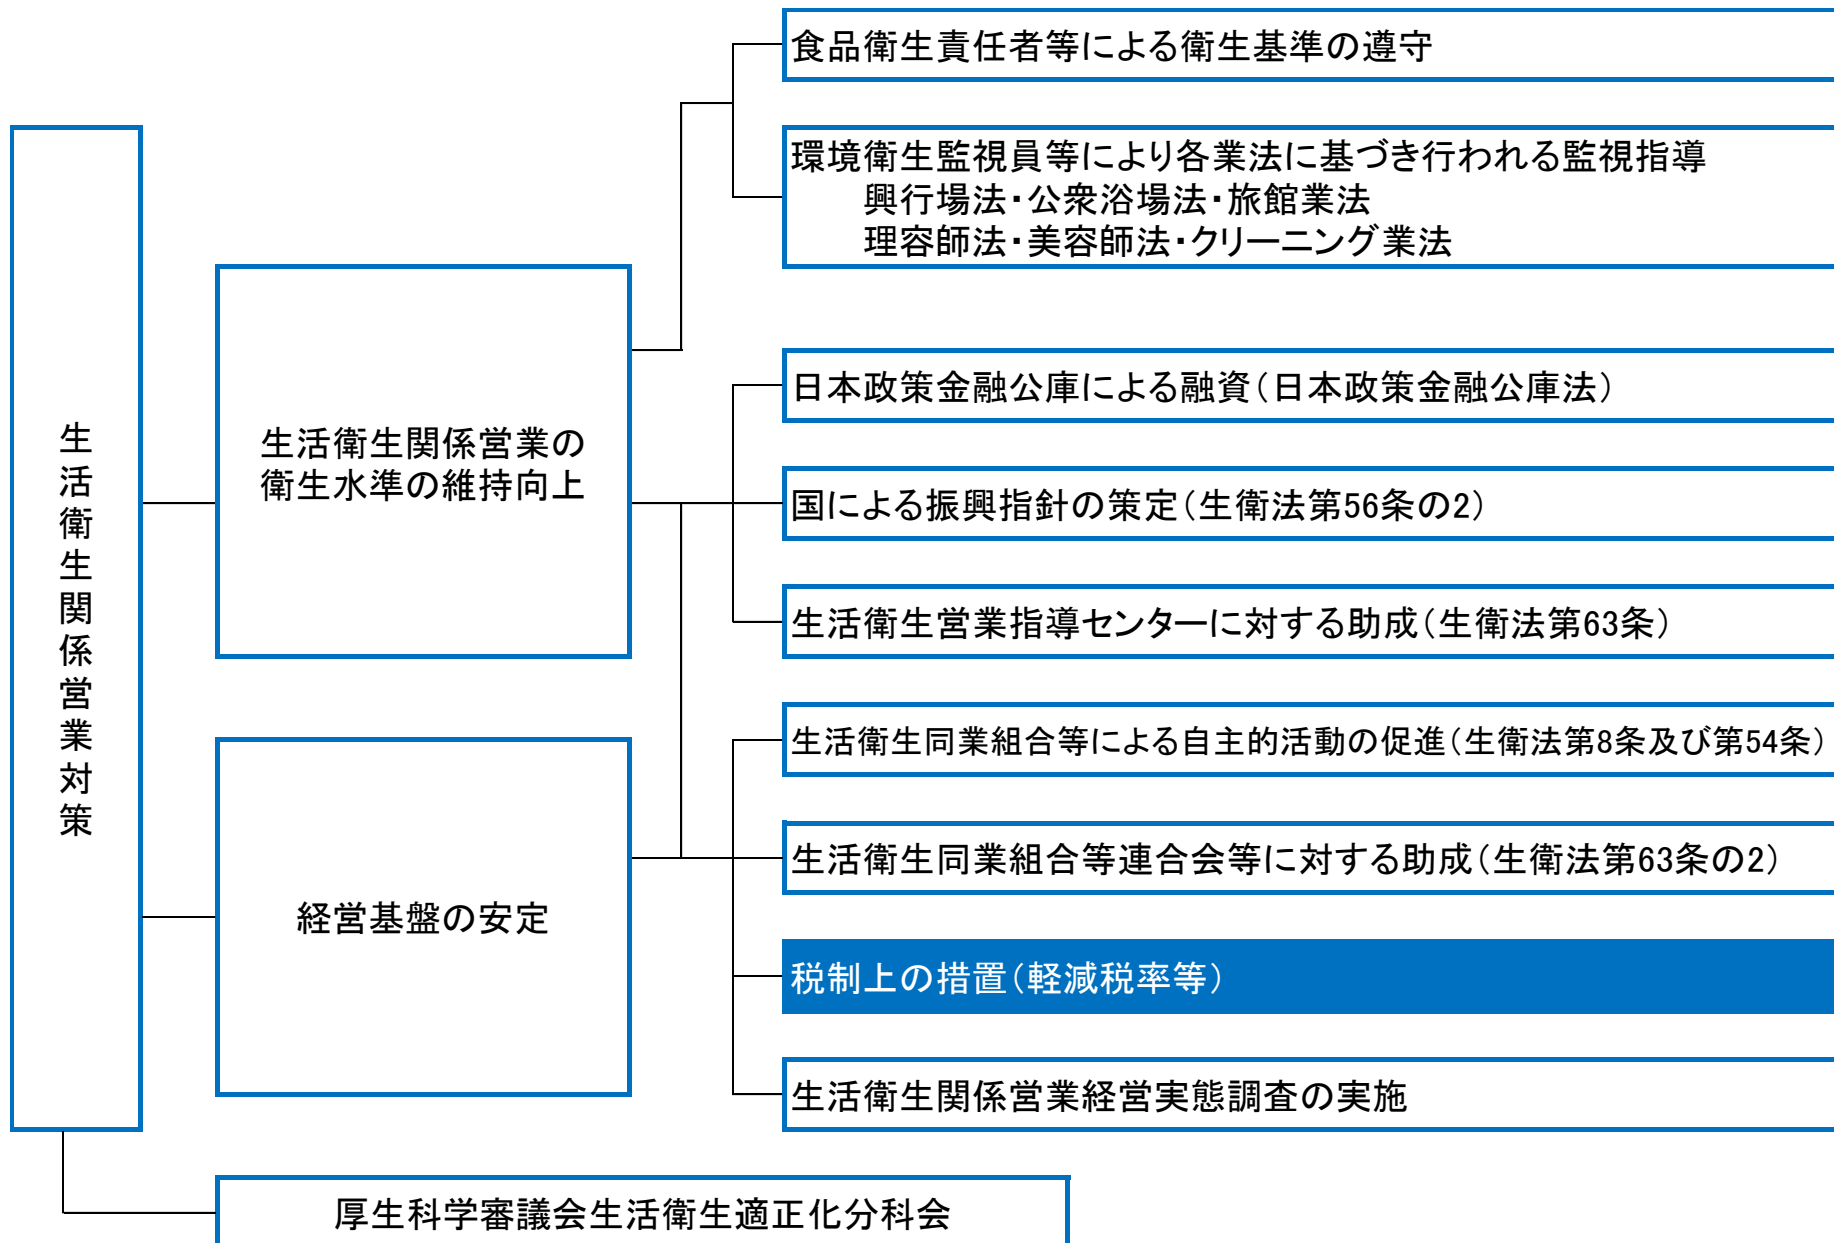 食品衛生責任者等による衛生基準の遵守
環境衛生監視員等により各業法に基づき行われる監視指導
興行場法・公衆浴場法・旅館業法
理容師法・美容師法・クリーニング業法
生活衛生関係営業対策
生活衛生関係営業の
衛生水準の維持向上
日本政策金融公庫による融資（日本政策金融公庫法）
国による振興指針の策定（生衛法第56条の2）
生活衛生営業指導センターに対する助成（生衛法第63条）
経営基盤の安定
生活衛生同業組合等による自主的活動の促進（生衛法第8条及び第54条）
生活衛生同業組合等連合会等に対する助成（生衛法第63条の2）
税制上の措置（軽減税率等）
生活衛生関係営業経営実態調査の実施
厚生科学審議会生活衛生適正化分科会